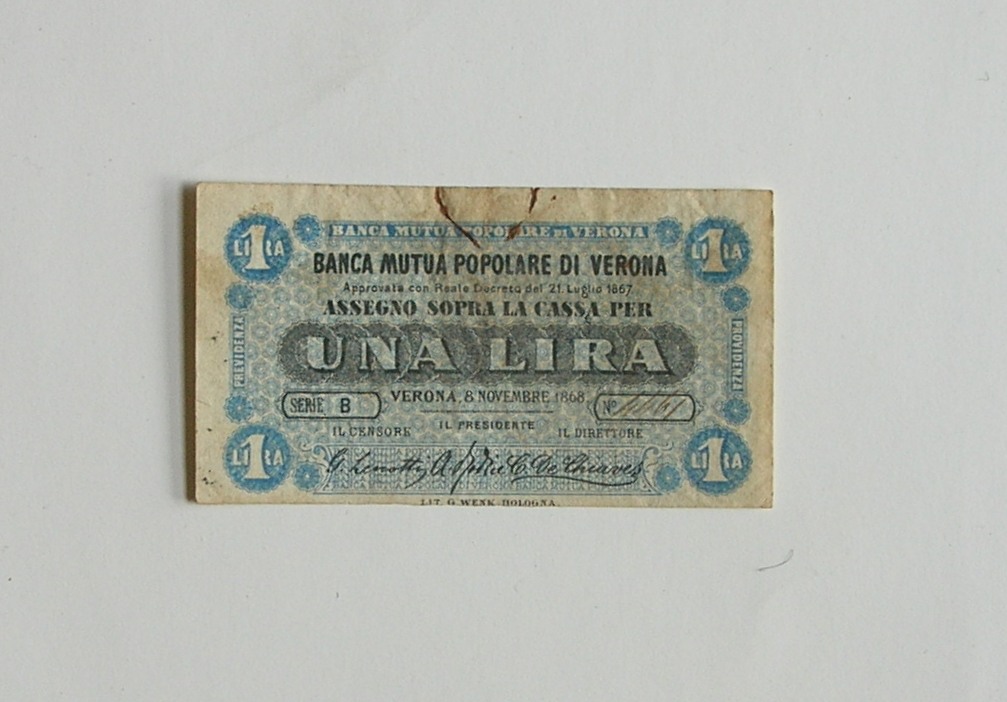 BANCA MUTUA POPOLARE DI VERONA
1 LIRA
1 LIRA
BANCA MUTUA POPOLARE DI VERONA
Approvata con Reale Decreto del 21. Luglio 1867
ASSEGNO SOPRA LA CASSA PER
UNA LIRA
PREVIDENZA
PROVIDENZA
SERIE B
VERONA, 8 NOVEMBRE 1868
Nº
IL CENSORE
IL PRESIDENTE
IL DIRETTORE
1 LIRA
1 LIRA
LIT. G. WENK BOLOGNA.